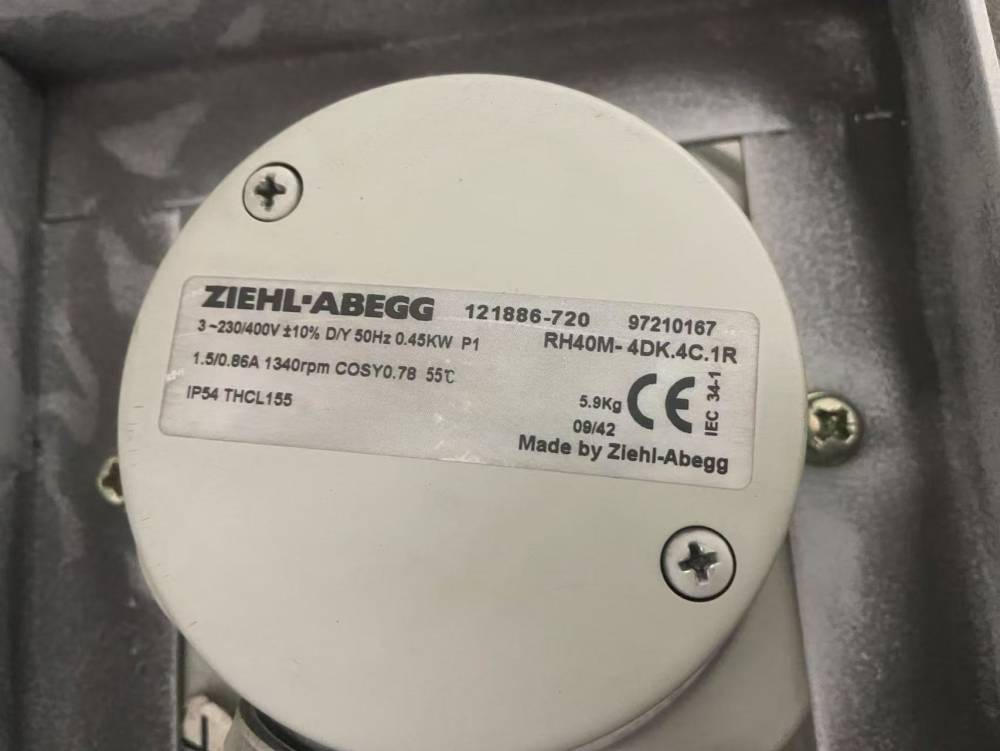 ZIEHL-ABEGG 121886-720 97210167
3~230/400V ±10% D/Y 50Hz 0.45KW P1 RH40M-4DK.4C.1R
1.5/0.86A 1340rpm COSY0.78 55℃
IP54 THCL155
5.9Kg CE IEC 34-1
09/42
Made by Ziehl-Abegg